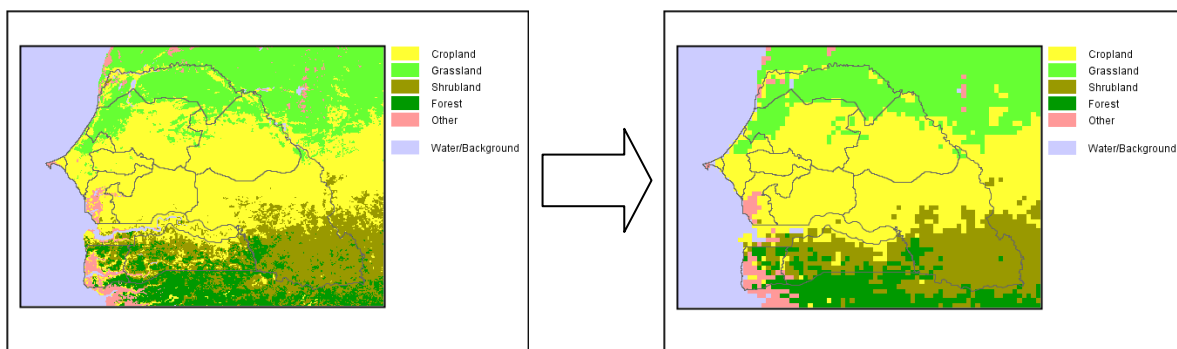 Cropland
Grassland
Shrubland
Forest
Other
Water/Background
Cropland
Grassland
Shrubland
Forest
Other
Water/Background